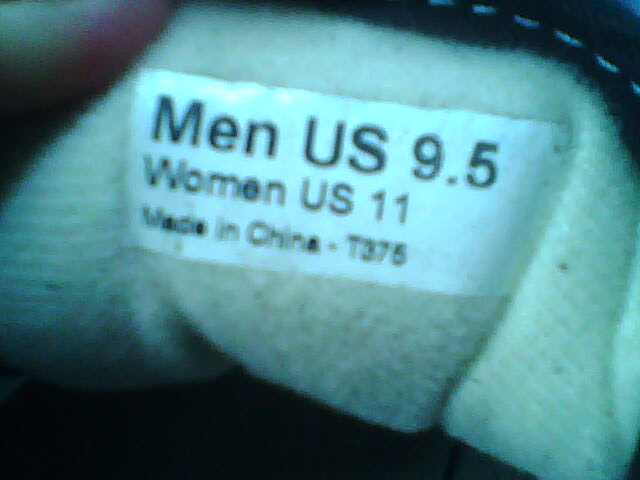 Men US 9.5
Women US 11
Made in China - T375